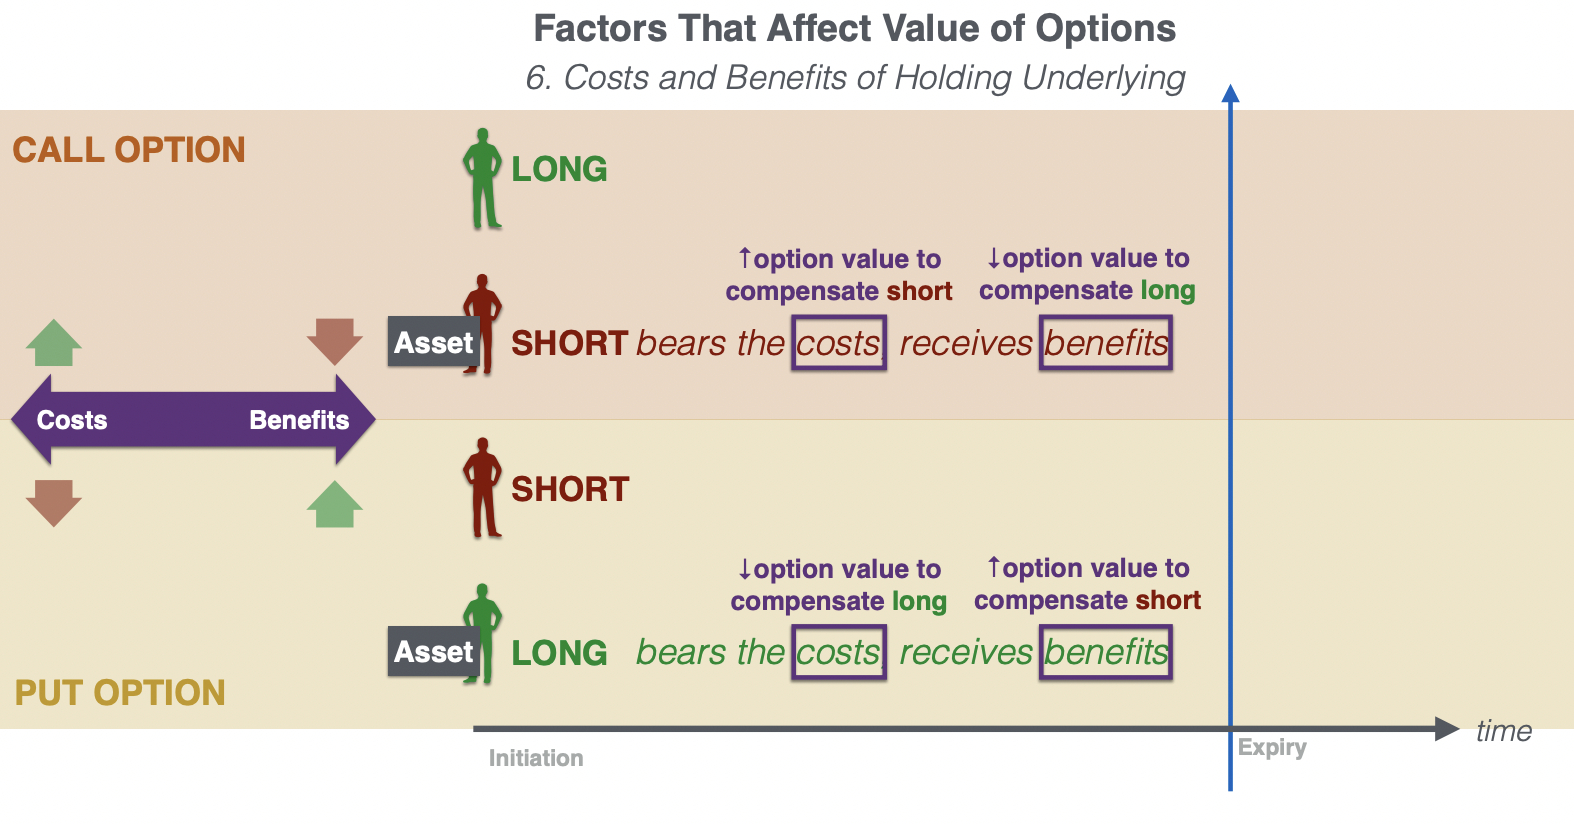 Factors That Affect Value of Options
6. Costs and Benefits of Holding Underlying
CALL OPTION
LONG
↑option value to
compensate short
↓option value to
compensate long
Asset
SHORT bears the costs, receives benefits
Costs
Benefits
SHORT
↓option value to
compensate long
↑option value to
compensate short
Asset
LONG bears the costs, receives benefits
PUT OPTION
time
Initiation
Expiry